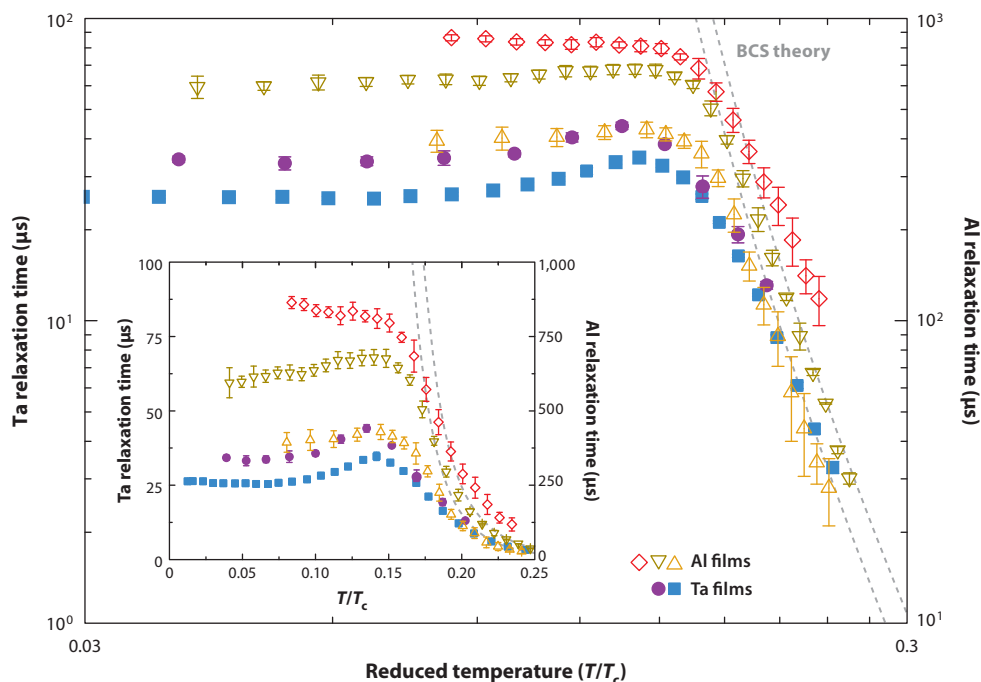 10²
10³
BCS theory
Ta relaxation time (µs)
Al relaxation time (µs)
10¹
10²
100
1,000
75
750
Ta relaxation time (µs)
Al relaxation time (µs)
50
500
25
250
0
0
0
0.05
0.10
0.15
0.20
0.25
T/Tc
Al films
Ta films
10⁰
10¹
0.03
0.3
Reduced temperature (T/Tc)